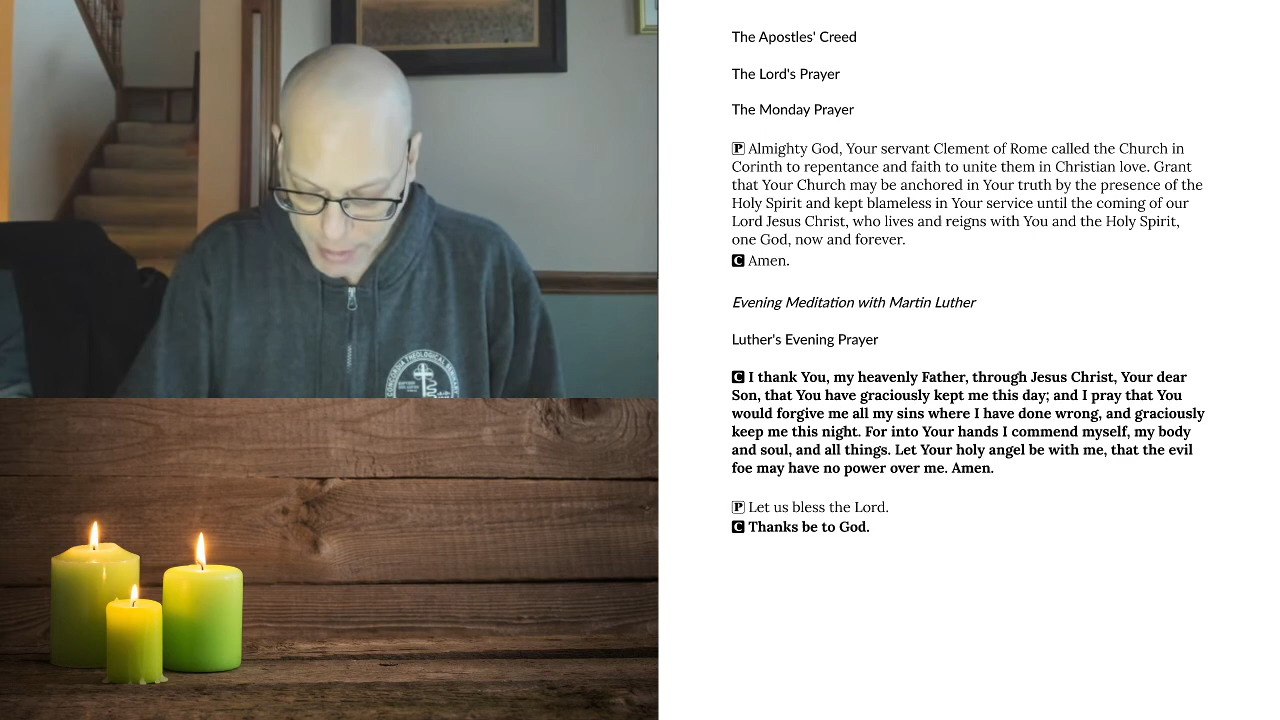 CONCORDIA THEOLOGICAL SEMINARY
The Apostles' Creed
The Lord's Prayer
The Monday Prayer
P Almighty God, Your servant Clement of Rome called the Church in
Corinth to repentance and faith to unite them in Christian love. Grant
that Your Church may be anchored in Your truth by the presence of the
Holy Spirit and kept blameless in Your service until the coming of our
Lord Jesus Christ, who lives and reigns with You and the Holy Spirit,
one God, now and forever.
C Amen.
Evening Meditation with Martin Luther
Luther's Evening Prayer
C I thank You, my heavenly Father, through Jesus Christ, Your dear
Son, that You have graciously kept me this day; and I pray that You
would forgive me all my sins where I have done wrong, and graciously
keep me this night. For into Your hands I commend myself, my body
and soul, and all things. Let Your holy angel be with me, that the evil
foe may have no power over me. Amen.
P Let us bless the Lord.
C Thanks be to God.